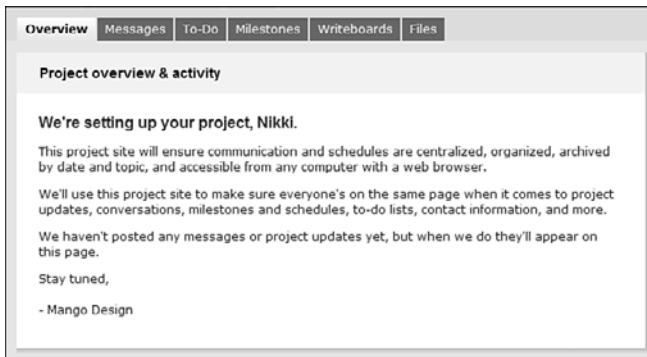 Overview Messages To-Do Milestones Writeboards Files
Project overview & activity
We're setting up your project, Nikki.
This project site will ensure communication and schedules are centralized, organized, archived
by date and topic, and accessible from any computer with a web browser.
We'll use this project site to make sure everyone's on the same page when it comes to project
updates, conversations, milestones and schedules, to-do lists, contact information, and more.
We haven't posted any messages or project updates yet, but when we do they'll appear on
this page.
Stay tuned,
- Mango Design